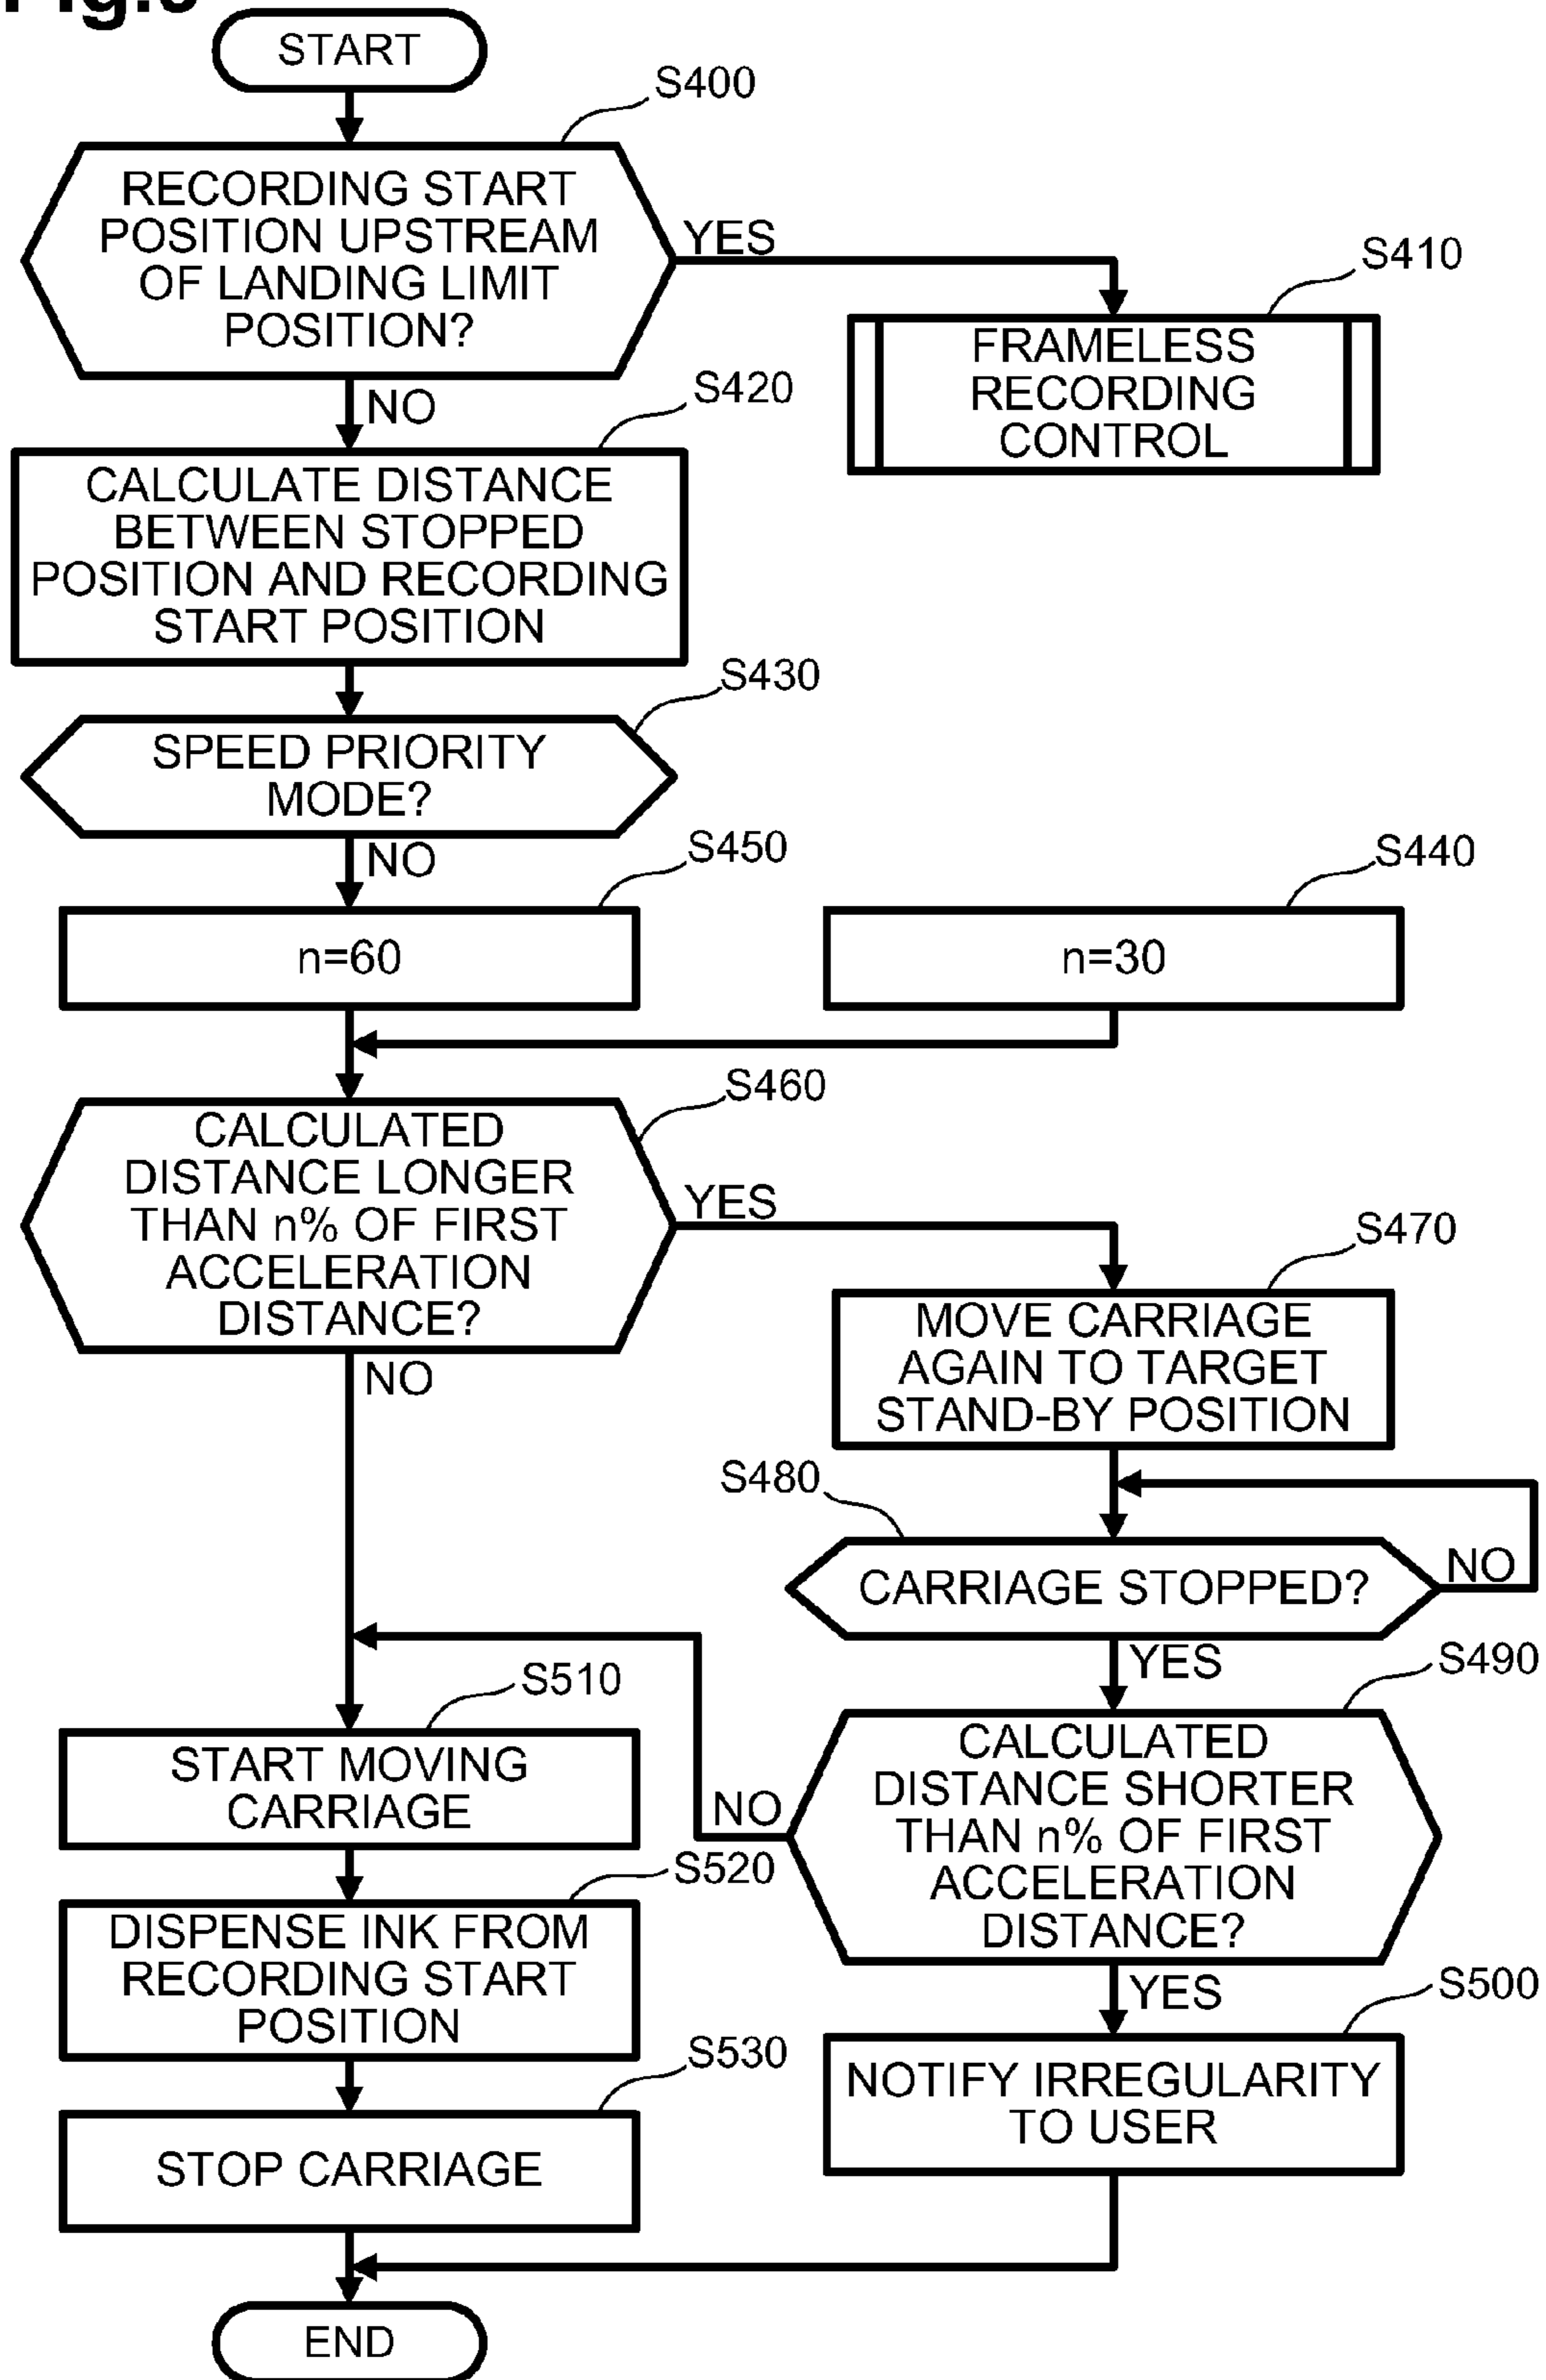 START
S400
RECORDING START
POSITION UPSTREAM
OF LANDING LIMIT
POSITION?
YES
S410
FRAMELESS
RECORDING
CONTROL
NO
S420
CALCULATE DISTANCE
BETWEEN STOPPED
POSITION AND RECORDING
START POSITION
S430
SPEED PRIORITY
MODE?
NO
S450
n=60
S440
n=30
S460
CALCULATED
DISTANCE LONGER
THAN n% OF FIRST
ACCELERATION
DISTANCE?
YES
NO
S470
MOVE CARRIAGE
AGAIN TO TARGET
STAND-BY POSITION
S480
CARRIAGE STOPPED?
NO
YES
S490
CALCULATED
DISTANCE SHORTER
THAN n% OF FIRST
ACCELERATION
DISTANCE?
NO
YES
S500
NOTIFY IRREGULARITY
TO USER
S510
START MOVING
CARRIAGE
S520
DISPENSE INK FROM
RECORDING START
POSITION
S530
STOP CARRIAGE
END